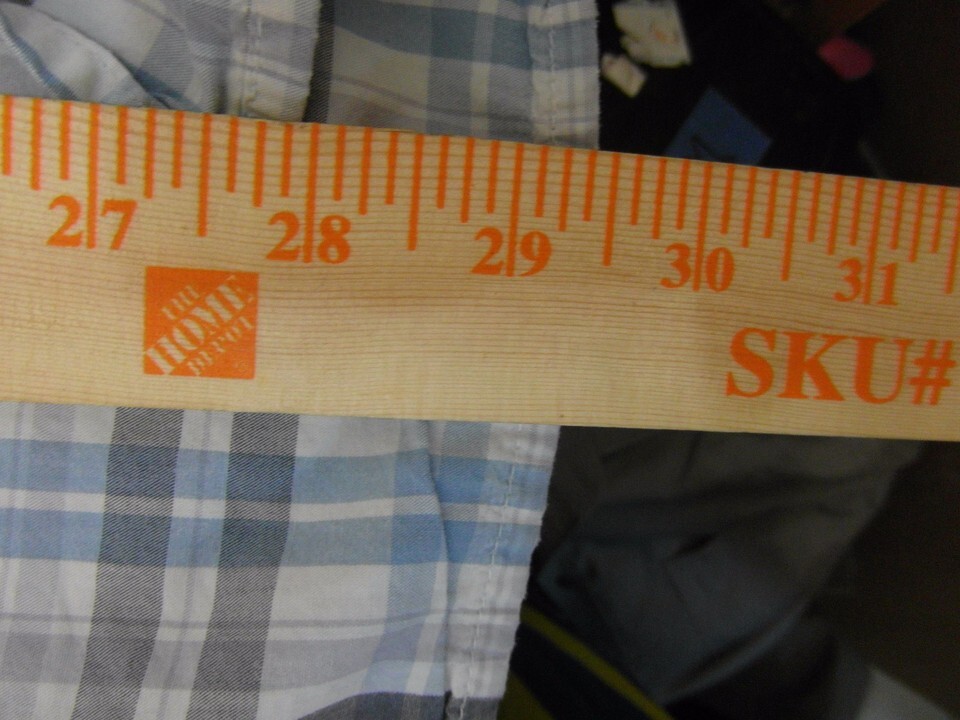 27 28 29 30 31
THE
HOME
DEPOT
SKU#